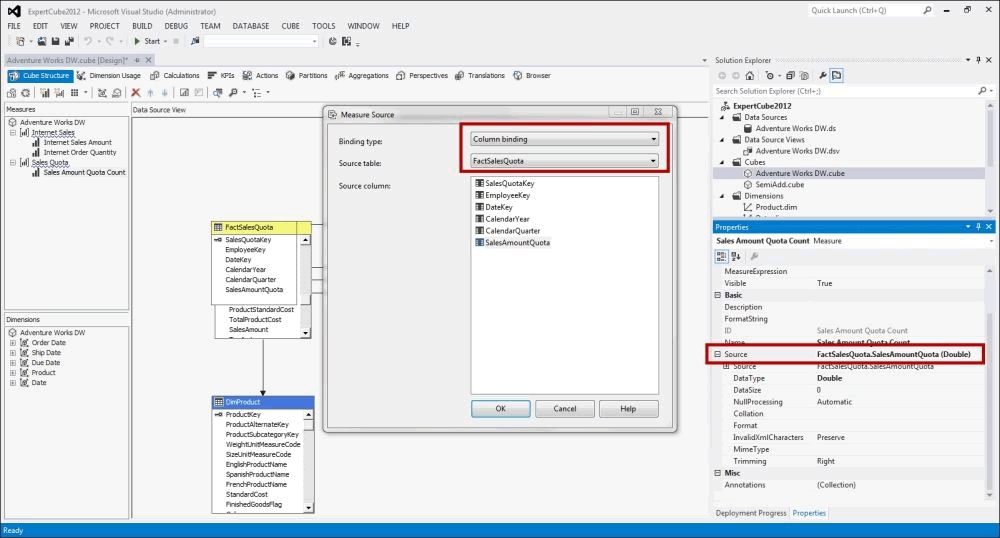 ExpertCube2012 - Microsoft Visual Studio (Administrator)
Quick Launch (Ctrl+Q)
FILE EDIT VIEW PROJECT BUILD DEBUG TEAM DATABASE CUBE TOOLS WINDOW HELP
Start
Adventure Works DW.cube [Design]*
Cube Structure Dimension Usage Calculations KPIs Actions Partitions Aggregations Perspectives Translations Browser
Measures
Adventure Works DW
Internet Sales
Internet Sales Amount
Internet Order Quantity
Sales Quota
Sales Amount Quota Count
Dimensions
Adventure Works DW
Order Date
Ship Date
Due Date
Product
Date
Data Source View
FactSalesQuota
SalesQuotaKey
EmployeeKey
DateKey
CalendarYear
CalendarQuarter
SalesAmountQuota
ProductStandardCost
TotalProductCost
SalesAmount
DimProduct
ProductKey
ProductAlternateKey
ProductSubcategoryKey
WeightUnitMeasureCode
SizeUnitMeasureCode
EnglishProductName
SpanishProductName
FrenchProductName
StandardCost
FinishedGoodsFlag
Measure Source
Binding type:
Column binding
Source table:
FactSalesQuota
Source column:
SalesQuotaKey
EmployeeKey
DateKey
CalendarYear
CalendarQuarter
SalesAmountQuota
OK Cancel Help
Solution Explorer
Search Solution Explorer (Ctrl+;)
ExpertCube2012
Data Sources
Adventure Works DW.ds
Data Source Views
Adventure Works DW.dsv
Cubes
Adventure Works DW.cube
SemiAdd.cube
Dimensions
Product.dim
Properties
Sales Amount Quota Count Measure
MeasureExpression
Visible True
Basic
Description
FormatString
ID Sales Amount Quota Count
Name Sales Amount Quota Count
Source FactSalesQuota.SalesAmountQuota (Double)
Source FactSalesQuota.SalesAmountQuota
DataType Double
DataSize 0
NullProcessing Automatic
Collation
Format
InvalidXmlCharacters Preserve
MimeType
Trimming Right
Misc
Annotations (Collection)
Deployment Progress Properties
Ready